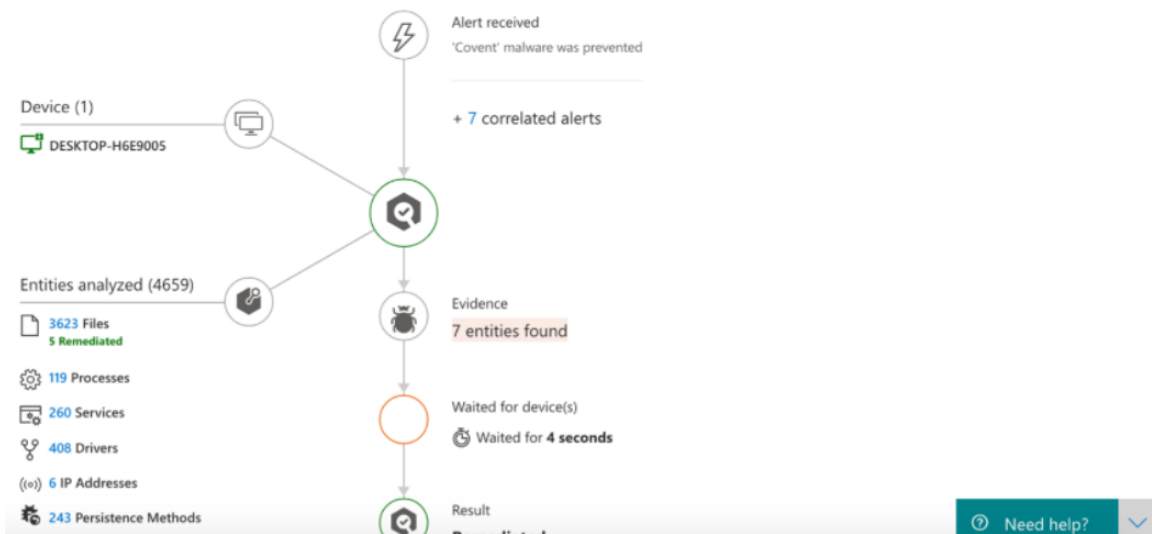 Alert received
'Covent' malware was prevented
+ 7 correlated alerts
Device (1)
DESKTOP-H6E9005
Entities analyzed (4659)
3623 Files
5 Remediated
119 Processes
260 Services
408 Drivers
6 IP Addresses
243 Persistence Methods
Evidence
7 entities found
Waited for device(s)
Waited for 4 seconds
Result
Need help?